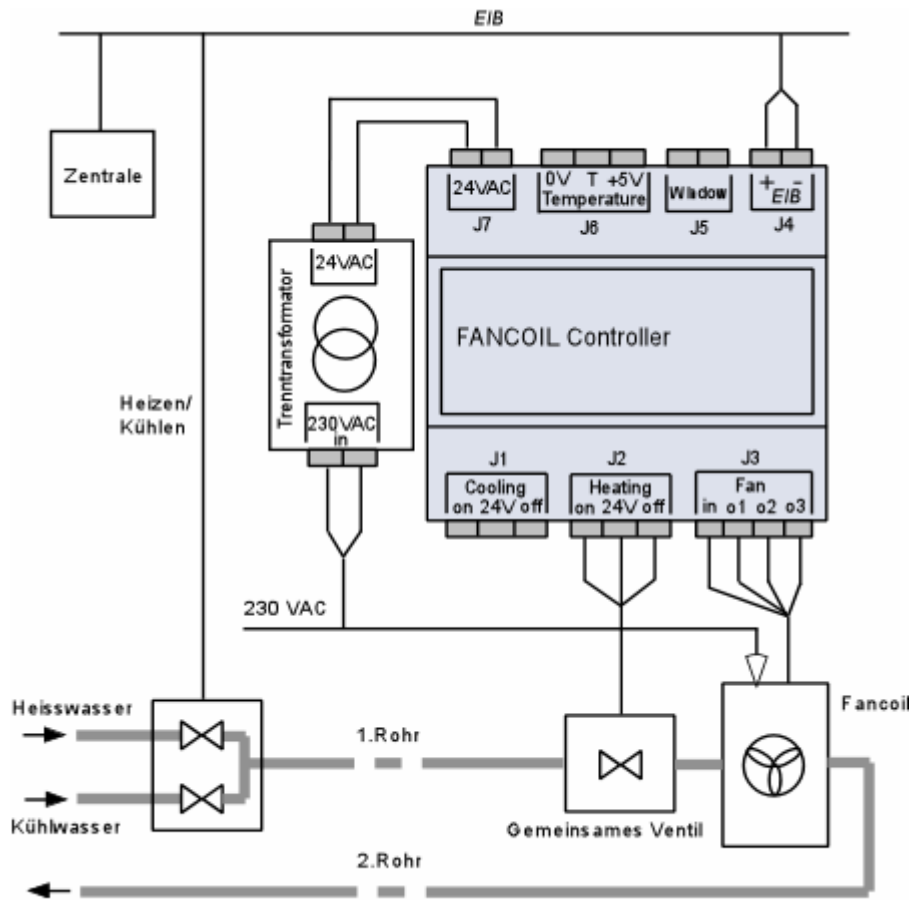 EIB
Zentrale
24VAC
0V T +5V
Temperature
Window
+ -
EIB
J7
J6
J5
J4
24VAC
Trenntransformator
230VAC
in
FANCOIL Controller
Heizen/
Kühlen
J1
J2
J3
Cooling
on 24V off
Heating
on 24V off
Fan
in o1 o2 o3
230 VAC
Heisswasser
Kühlwasser
1.Rohr
Gemeinsames Ventil
Fancoil
2.Rohr